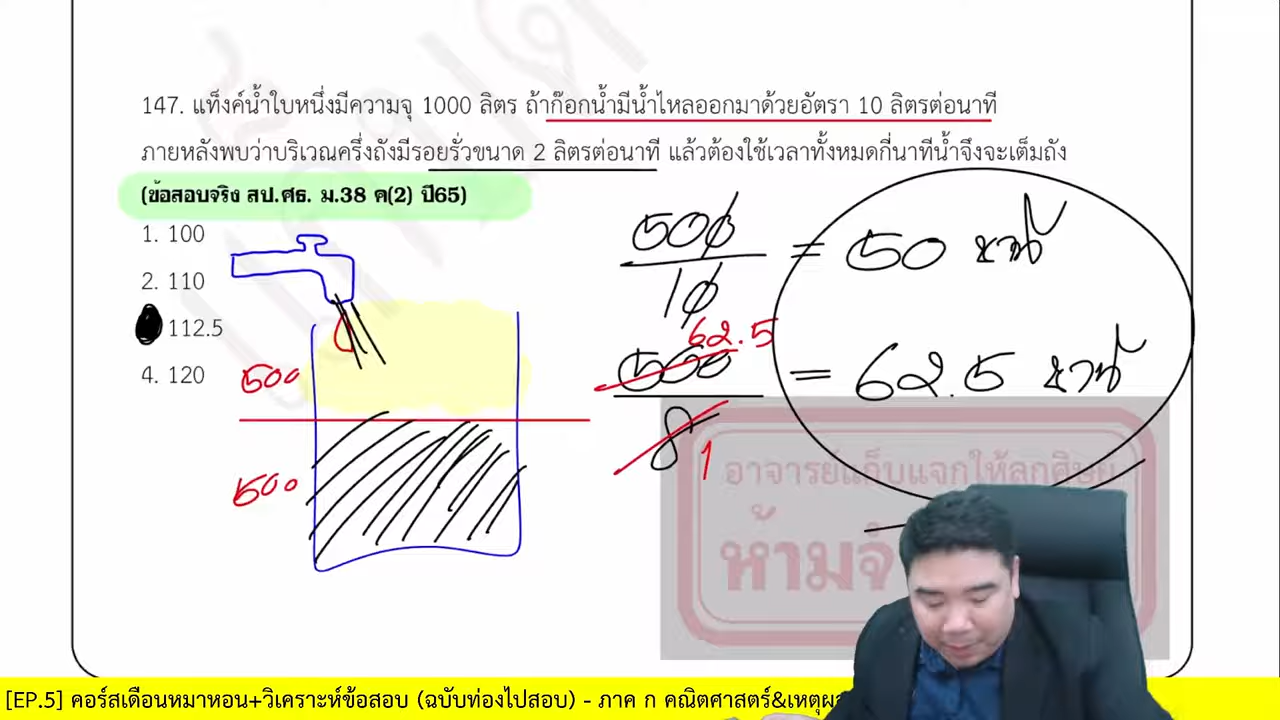 147. แท็งค์น้ำใบหนึ่งมีความจุ 1000 ลิตร ถ้าก๊อกน้ำมีน้ำไหลออกมาด้วยอัตรา 10 ลิตรต่อนาที
ภายหลังพบว่าบริเวณครึ่งถังมีรอยรั่วขนาด 2 ลิตรต่อนาที แล้วต้องใช้เวลาทั้งหมดกี่นาทีน้ำจึงจะเต็มถัง
(ข้อสอบจริง สป.ศธ. ม.38 ค(2) ปี65)
1. 100
2. 110
112.5
4. 120
500
500
500
10
= 50 นาที
62.5
500
8
1
= 62.5 นาที
อาจารย์แก็บแจกให้ลูกศิษย์
ห้ามจำ
[EP.5] คอร์สเดือนหมาหอน+วิเคราะห์ข้อสอบ (ฉบับท่องไปสอบ) - ภาค ก คณิตศาสตร์&เหตุผ